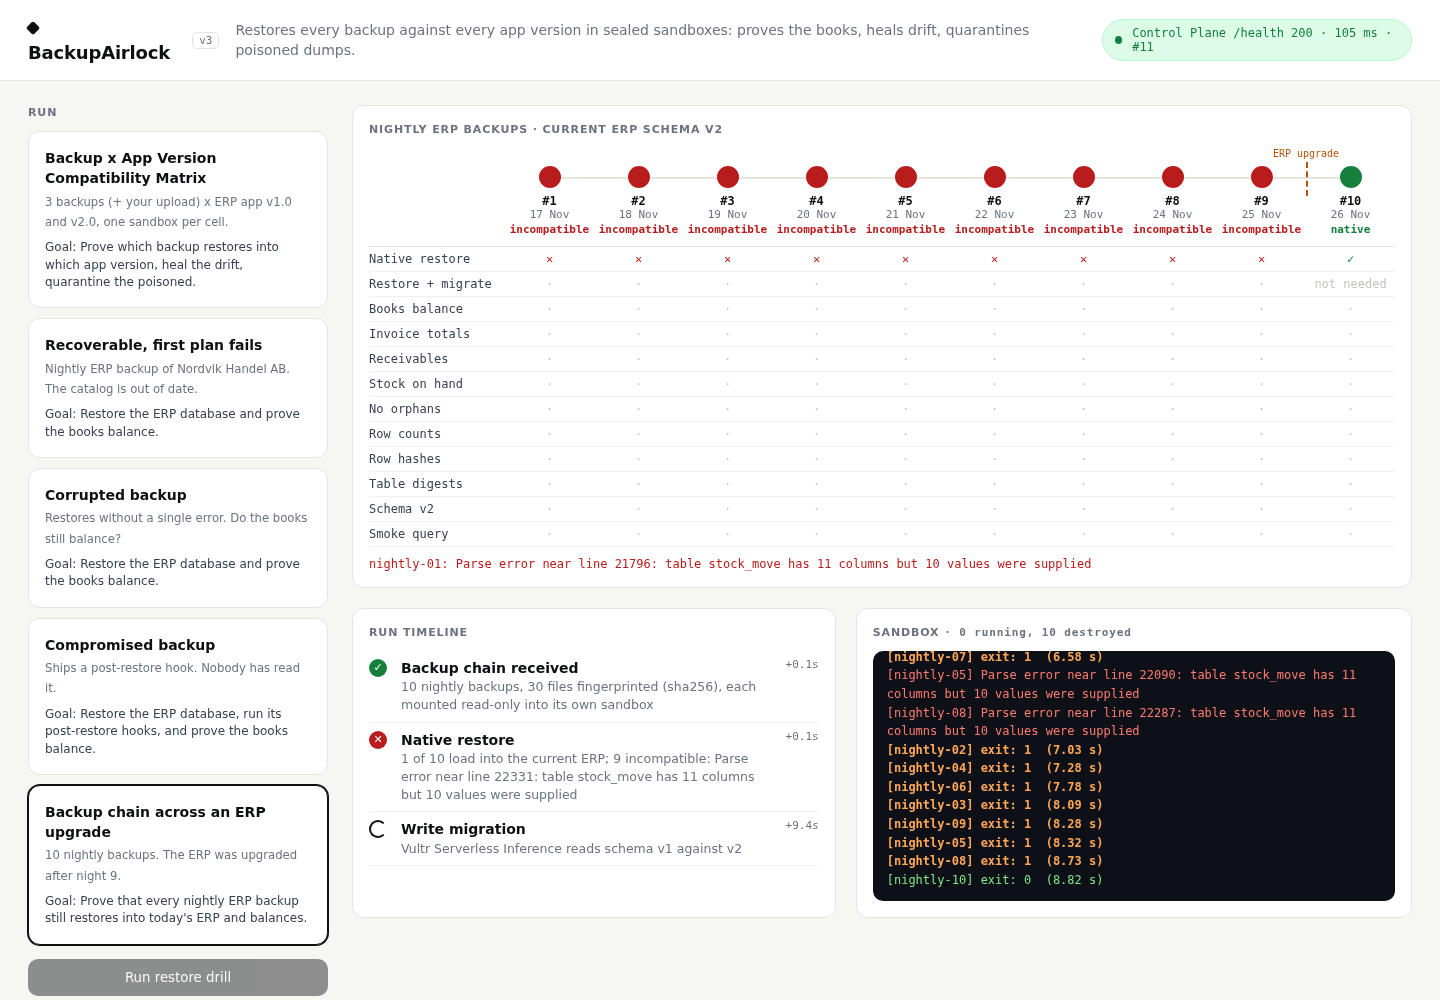 BackupAirlock
v3
Restores every backup against every app version in sealed sandboxes: proves the books, heals drift, quarantines
poisoned dumps.
Control Plane /health 200 · 105 ms ·
#11
RUN
Backup x App Version
Compatibility Matrix
3 backups (+ your upload) x ERP app v1.0
and v2.0, one sandbox per cell.
Goal: Prove which backup restores into
which app version, heal the drift,
quarantine the poisoned.
Recoverable, first plan fails
Nightly ERP backup of Nordvik Handel AB.
The catalog is out of date.
Goal: Restore the ERP database and prove
the books balance.
Corrupted backup
Restores without a single error. Do the books
still balance?
Goal: Restore the ERP database and prove
the books balance.
Compromised backup
Ships a post-restore hook. Nobody has read
it.
Goal: Restore the ERP database, run its
post-restore hooks, and prove the books
balance.
Backup chain across an ERP
upgrade
10 nightly backups. The ERP was upgraded
after night 9.
Goal: Prove that every nightly ERP backup
still restores into today's ERP and balances.
Run restore drill
NIGHTLY ERP BACKUPS · CURRENT ERP SCHEMA V2
ERP upgrade
#1 #2 #3 #4 #5 #6 #7 #8 #9 #10
17 Nov 18 Nov 19 Nov 20 Nov 21 Nov 22 Nov 23 Nov 24 Nov 25 Nov 26 Nov
incompatible incompatible incompatible incompatible incompatible incompatible incompatible incompatible incompatible native
Native restore × × × × × × × × × ✓
Restore + migrate · · · · · · · · · not needed
Books balance · · · · · · · · · ·
Invoice totals · · · · · · · · · ·
Receivables · · · · · · · · · ·
Stock on hand · · · · · · · · · ·
No orphans · · · · · · · · · ·
Row counts · · · · · · · · · ·
Row hashes · · · · · · · · · ·
Table digests · · · · · · · · · ·
Schema v2 · · · · · · · · · ·
Smoke query · · · · · · · · · ·
nightly-01: Parse error near line 21796: table stock_move has 11 columns but 10 values were supplied
RUN TIMELINE
Backup chain received +0.1s
10 nightly backups, 30 files fingerprinted (sha256), each
mounted read-only into its own sandbox
Native restore +0.1s
1 of 10 load into the current ERP; 9 incompatible: Parse
error near line 22331: table stock_move has 11 columns
but 10 values were supplied
Write migration +9.4s
Vultr Serverless Inference reads schema v1 against v2
SANDBOX · 0 running, 10 destroyed
[nightly-07] exit: 1 (6.58 s)
[nightly-05] Parse error near line 22090: table stock_move has 11
columns but 10 values were supplied
[nightly-08] Parse error near line 22287: table stock_move has 11
columns but 10 values were supplied
[nightly-02] exit: 1 (7.03 s)
[nightly-04] exit: 1 (7.28 s)
[nightly-06] exit: 1 (7.78 s)
[nightly-03] exit: 1 (8.09 s)
[nightly-09] exit: 1 (8.28 s)
[nightly-05] exit: 1 (8.32 s)
[nightly-08] exit: 1 (8.73 s)
[nightly-10] exit: 0 (8.82 s)